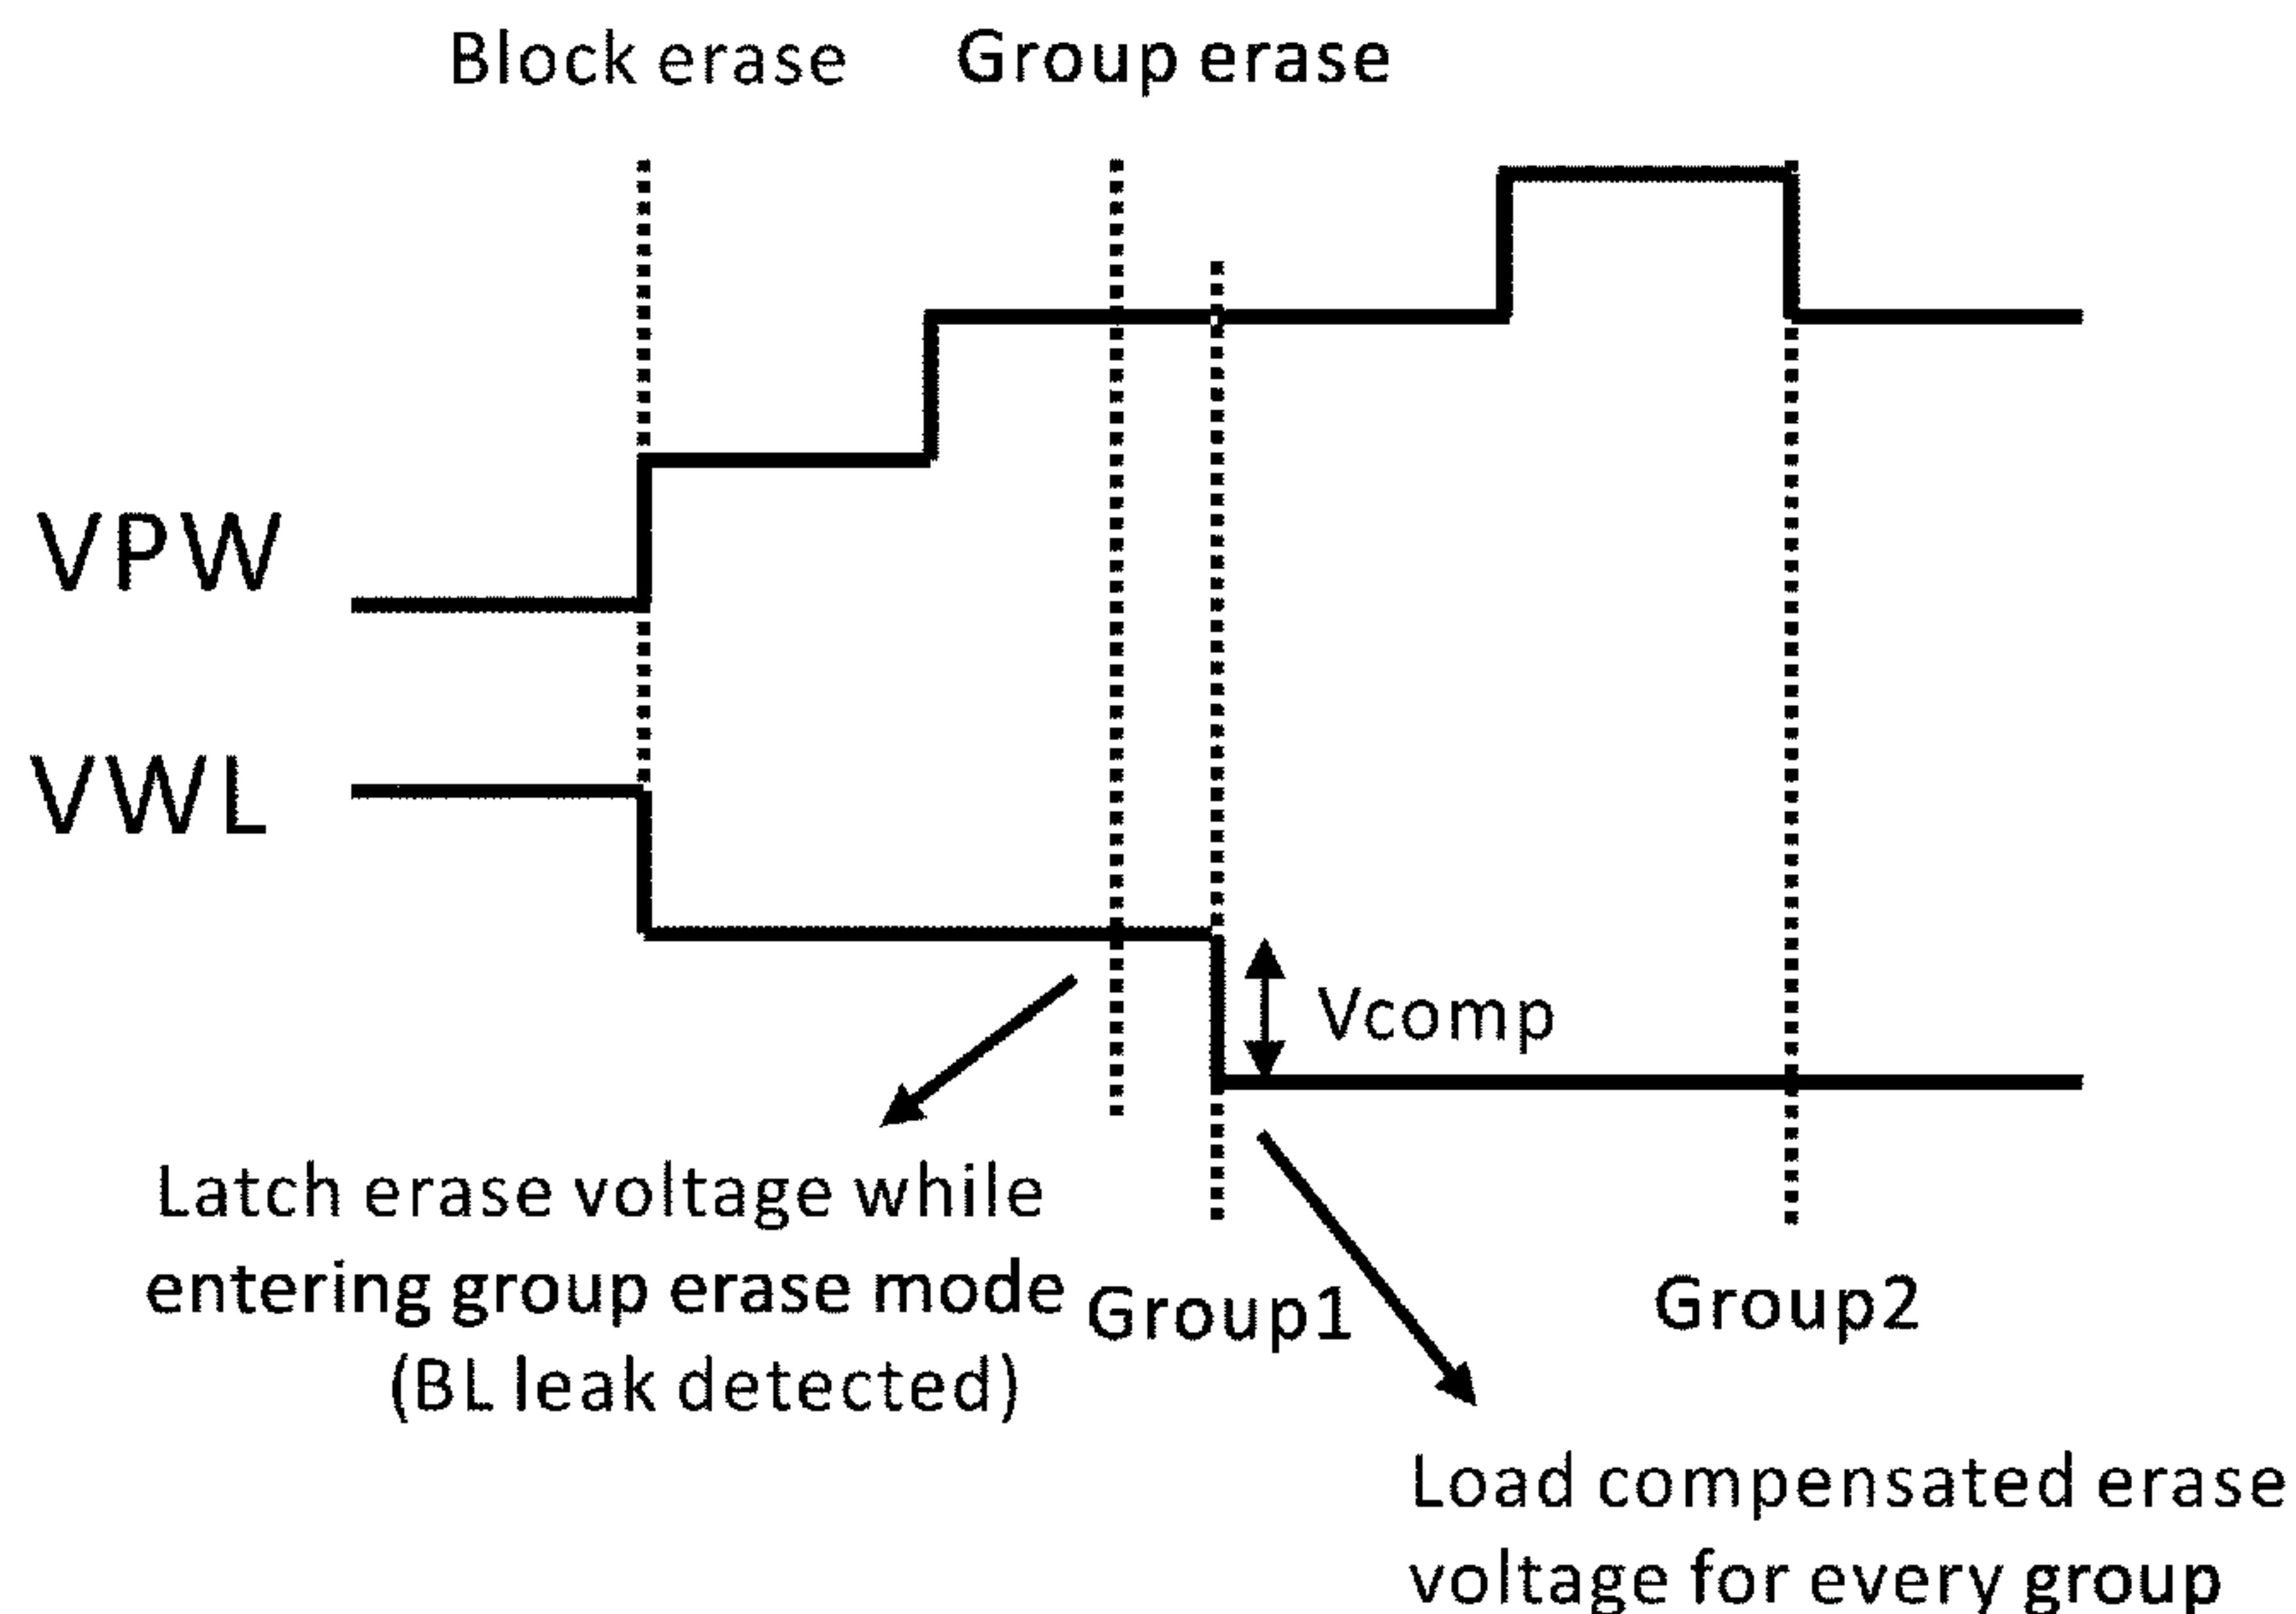 Block erase
Group erase
VPW
VWL
Vcomp
Latch erase voltage while
entering group erase mode
(BL leak detected)
Group1
Group2
Load compensated erase
voltage for every group